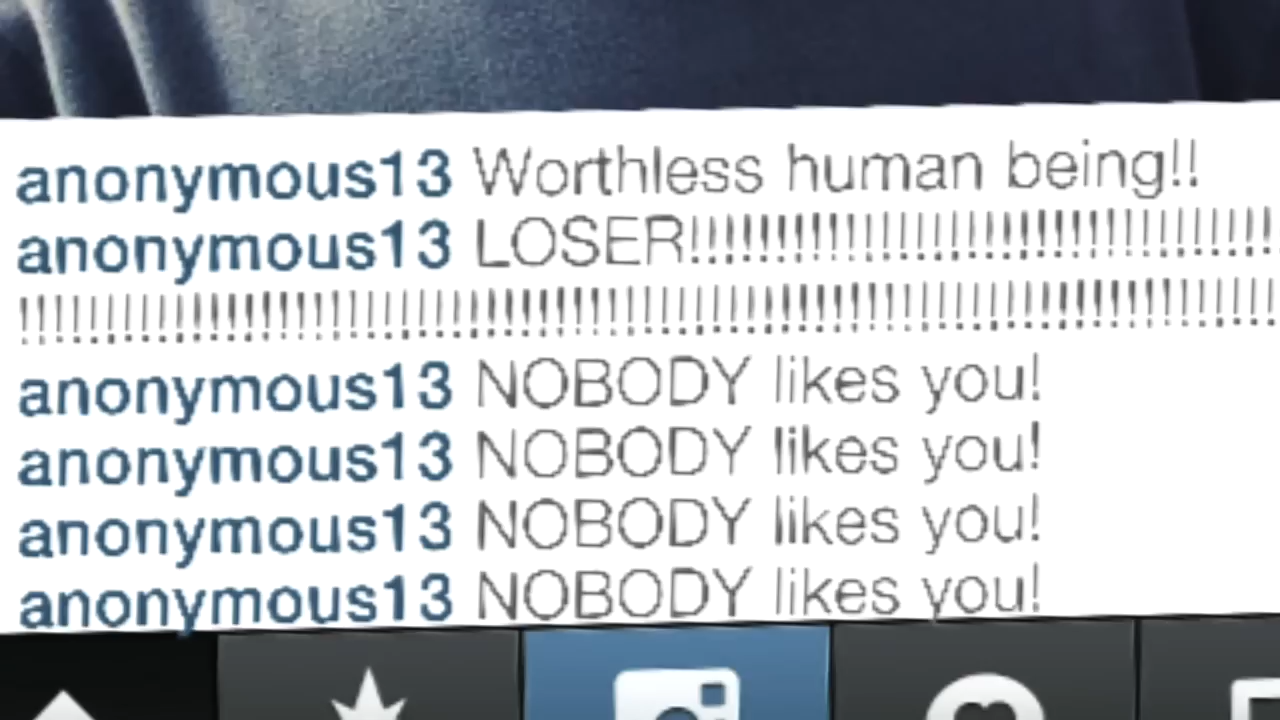 anonymous13 Worthless human being!!
anonymous13 LOSER!!!!!!!!!!!!!!!!!!!!!!!!!!!!!!!!!!!!!!!!
!!!!!!!!!!!!!!!!!!!!!!!!!!!!!!!!!!!!!!!!!!!!!!!!!!!!!!!!!!!!!!!!!!!!!!!!!!!!!!!!!!!!!!
anonymous13 NOBODY likes you!
anonymous13 NOBODY likes you!
anonymous13 NOBODY likes you!
anonymous13 NOBODY likes you!